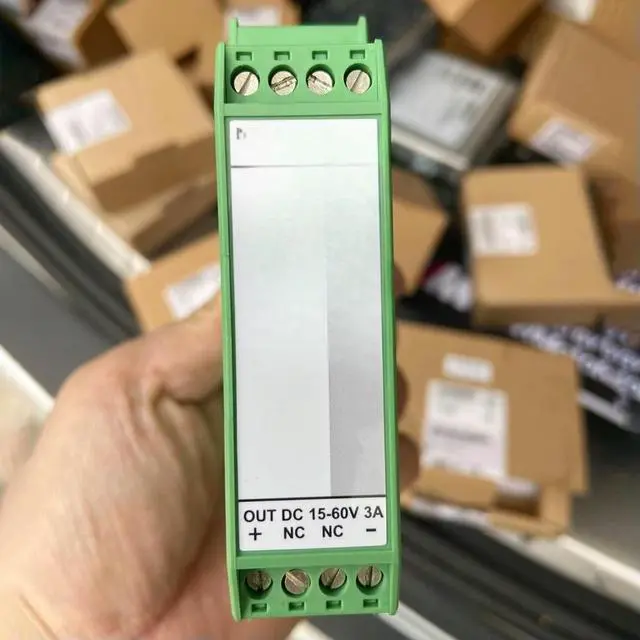 OUT DC 15-60V 3A
+ NC NC −